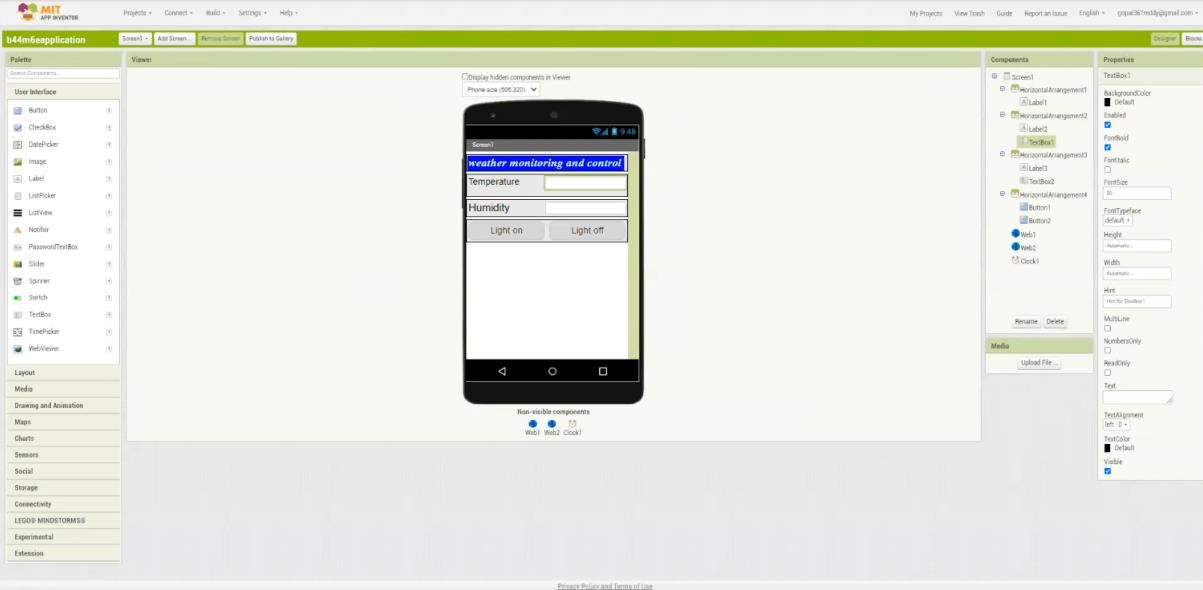 MIT
APP INVENTOR
Projects Connect Build Settings Help
My Projects View Trash Guide Report an Issue English gopal367reddy@gmail.com
b44m6eapplication
Screen1 Add Screen... Remove Screen Publish to Gallery
Designer Blocks
Palette
Search Components...
User Interface
Button
CheckBox
DatePicker
Image
Label
ListPicker
ListView
Notifier
PasswordTextBox
Slider
Spinner
Switch
TextBox
TimePicker
WebViewer
Layout
Media
Drawing and Animation
Maps
Charts
Sensors
Social
Storage
Connectivity
LEGO® MINDSTORMS®
Experimental
Extension
Viewer
Display hidden components in Viewer
Phone size (505,320)
9:48
Screen1
weather monitoring and control
Temperature
Humidity
Light on Light off
Non-visible components
Web1 Web2 Clock1
Components
Screen1
HorizontalArrangement1
Label1
HorizontalArrangement2
Label2
TextBox1
HorizontalArrangement3
Label3
TextBox2
HorizontalArrangement4
Button1
Button2
Web1
Web2
Clock1
Rename Delete
Media
Upload File ...
Properties
TextBox1
BackgroundColor
Default
Enabled
FontBold
FontItalic
FontSize
FontTypeface
default
Height
Automatic...
Width
Automatic...
Hint
Hint for TextBox1
MultiLine
NumbersOnly
ReadOnly
Text
TextAlignment
left : 0
TextColor
Default
Visible
Privacy Policy and Terms of Use